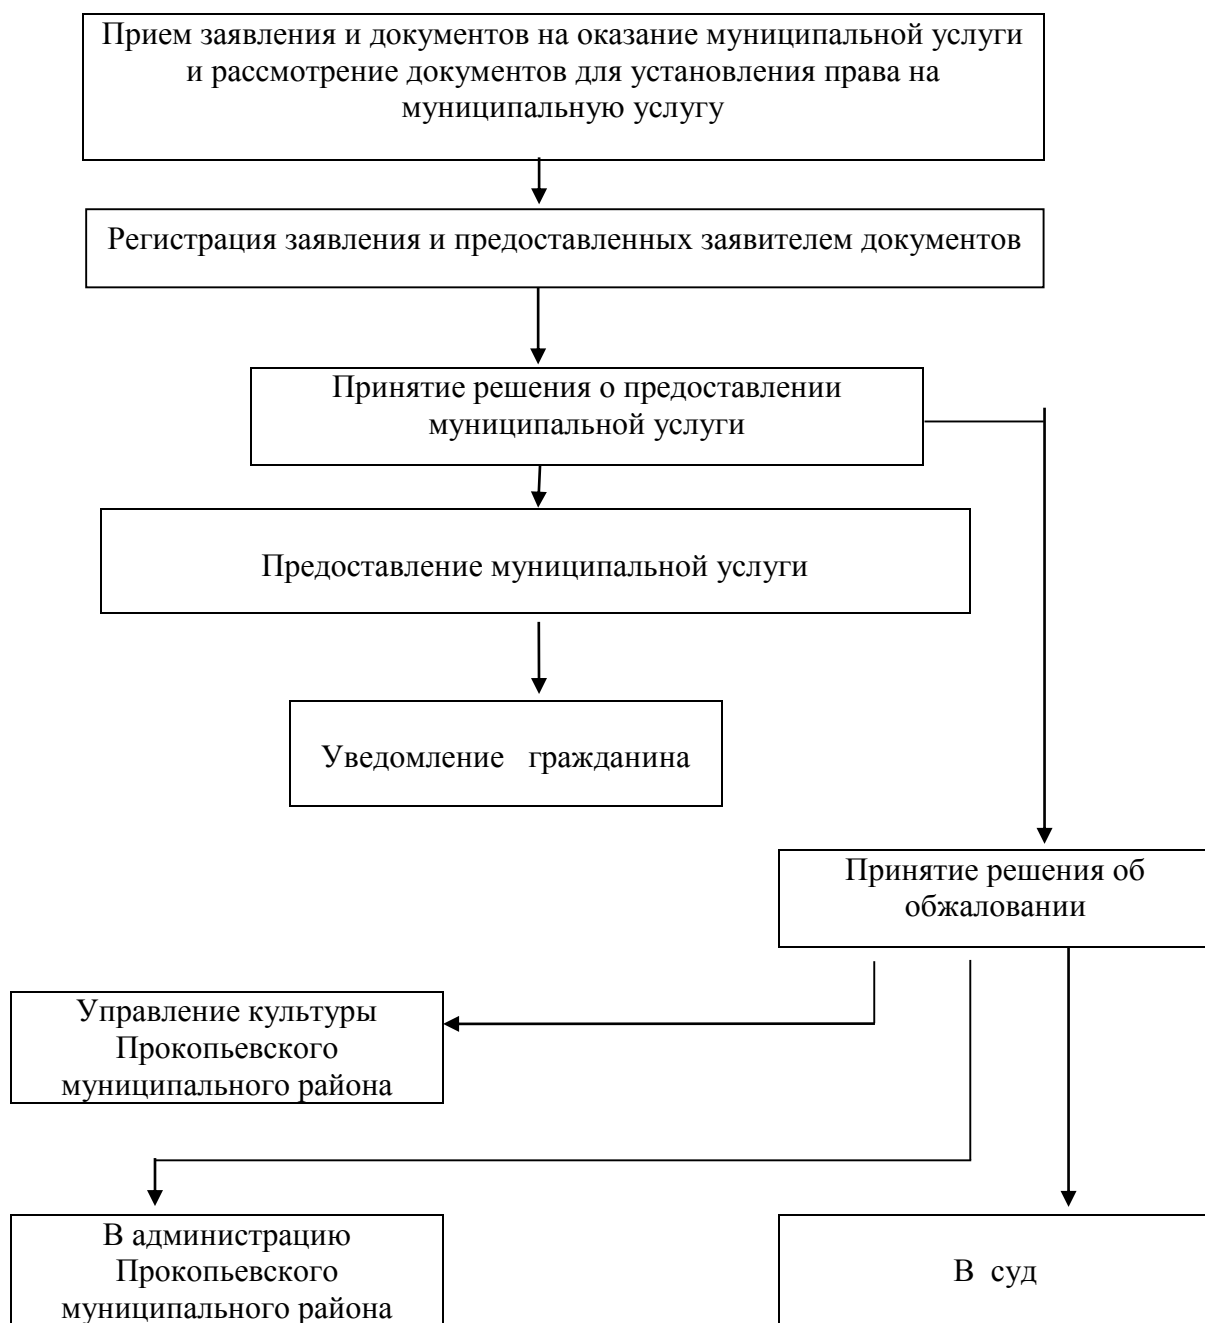 Прием заявления и документов на оказание муниципальной услуги
и рассмотрение документов для установления права на
муниципальную услугу
Регистрация заявления и предоставленных заявителем документов
Принятие решения о предоставлении
муниципальной услуги
Предоставление муниципальной услуги
Уведомление гражданина
Принятие решения об
обжаловании
Управление культуры
Прокопьевского
муниципального района
В администрацию
Прокопьевского
муниципального района
В суд